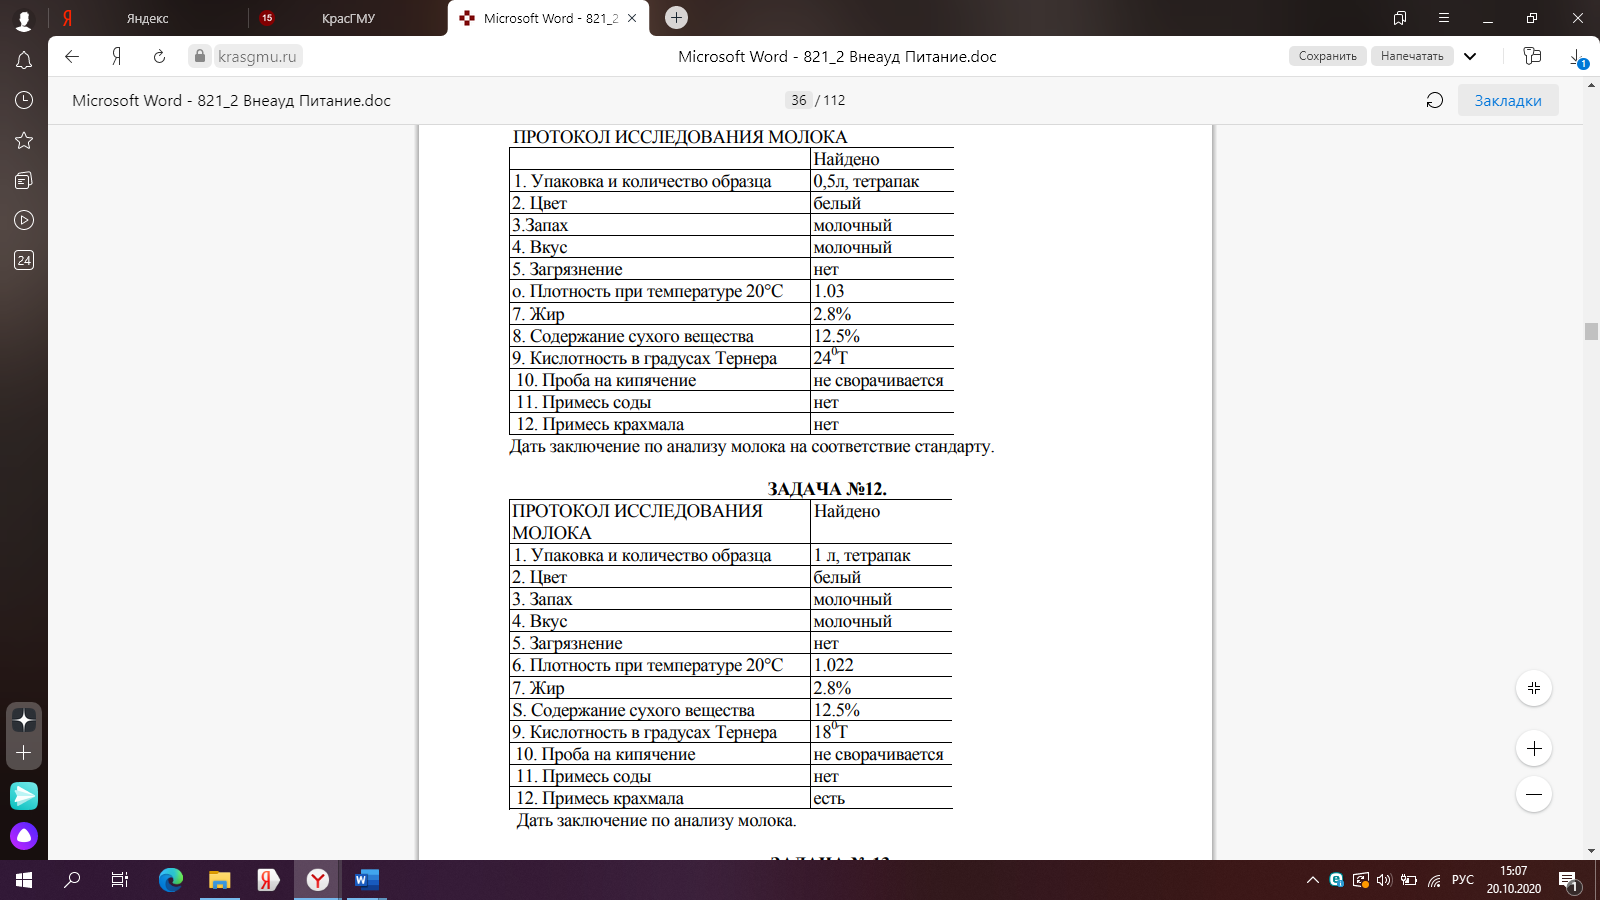 Яндекс
15
КрасГМУ
Microsoft Word - 821_2
krasgmu.ru
Microsoft Word - 821_2 Внеауд Питание.doc
Сохранить
Напечатать
1
Microsoft Word - 821_2 Внеауд Питание.doc
36 / 112
Закладки
24
ПРОТОКОЛ ИССЛЕДОВАНИЯ МОЛОКА
Найдено
1. Упаковка и количество образца 0,5л, тетрапак
2. Цвет белый
3.Запах молочный
4. Вкус молочный
5. Загрязнение нет
о. Плотность при температуре 20°С 1.03
7. Жир 2.8%
8. Содержание сухого вещества 12.5%
9. Кислотность в градусах Тернера 24⁰Т
10. Проба на кипячение не сворачивается
11. Примесь соды нет
12. Примесь крахмала нет
Дать заключение по анализу молока на соответствие стандарту.
ЗАДАЧА №12.
ПРОТОКОЛ ИССЛЕДОВАНИЯ Найдено
МОЛОКА
1. Упаковка и количество образца 1 л, тетрапак
2. Цвет белый
3. Запах молочный
4. Вкус молочный
5. Загрязнение нет
6. Плотность при температуре 20°С 1.022
7. Жир 2.8%
S. Содержание сухого вещества 12.5%
9. Кислотность в градусах Тернера 18⁰Т
10. Проба на кипячение не сворачивается
11. Примесь соды нет
12. Примесь крахмала есть
Дать заключение по анализу молока.
РУС
15:07
20.10.2020
1